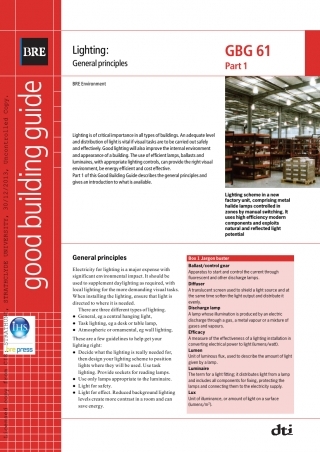 BRE
Lighting:
General principles
GBG 61
Part 1
BRE Environment
good building guide
Lighting is of critical importance in all types of buildings. An adequate level
and distribution of light is vital if visual tasks are to be carried out safely
and effectively. Good lighting will also improve the internal environment
and appearance of a building. The use of efficient lamps, ballasts and
luminaires, with appropriate lighting controls, can provide the right visual
environment, be energy efficient and cost effective.
Part 1 of this Good Building Guide describes the general principles and
gives an introduction to what is available.
Lighting scheme in a new
factory unit, comprising metal
halide lamps controlled in
zones by manual switching. It
uses high efficiency modern
components and exploits
natural and reflected light
potential
General principles
Electricity for lighting is a major expense with
significant environmental impact. It should be
used to supplement daylighting as required, with
local lighting for the more demanding visual tasks.
When installing the lighting, ensure that light is
directed to where it is needed.
There are three different types of lighting:
● General, eg a central hanging light,
● Task lighting, eg a desk or table lamp,
● Atmospheric or ornamental, eg wall lighting.
These are a few guidelines to help get your
lighting right:
● Decide what the lighting is really needed for,
then design your lighting scheme to position
lights where they will be used. Use task
lighting. Provide sockets for reading lamps.
● Use only lamps appropriate to the luminaire.
● Light for safety.
● Light for effect. Reduced background lighting
levels create more contrast in a room and can
save energy.
Box 1 Jargon buster
Ballast/control gear
Apparatus to start and control the current through
fluorescent and other discharge lamps.
Diffuser
A translucent screen used to shield a light source and at
the same time soften the light output and distribute it
evenly.
Discharge lamp
A lamp whose illumination is produced by an electric
discharge through a gas, a metal vapour or a mixture of
gases and vapours.
Efficacy
A measure of the effectiveness of a lighting installation in
converting electrical power to light (lumens/watt).
Lumen
Unit of luminous flux, used to describe the amount of light
given by a lamp.
Luminaire
The term for a light fitting; it distributes light from a lamp
and includes all components for fixing, protecting the
lamps and connecting them to the electricity supply.
Lux
Unit of illuminance, or amount of light on a surface
(lumens/m²).
IHS
bre press
dti
STRATHCLYDE UNIVERSITY, 30/11/2013, Uncontrolled Copy,